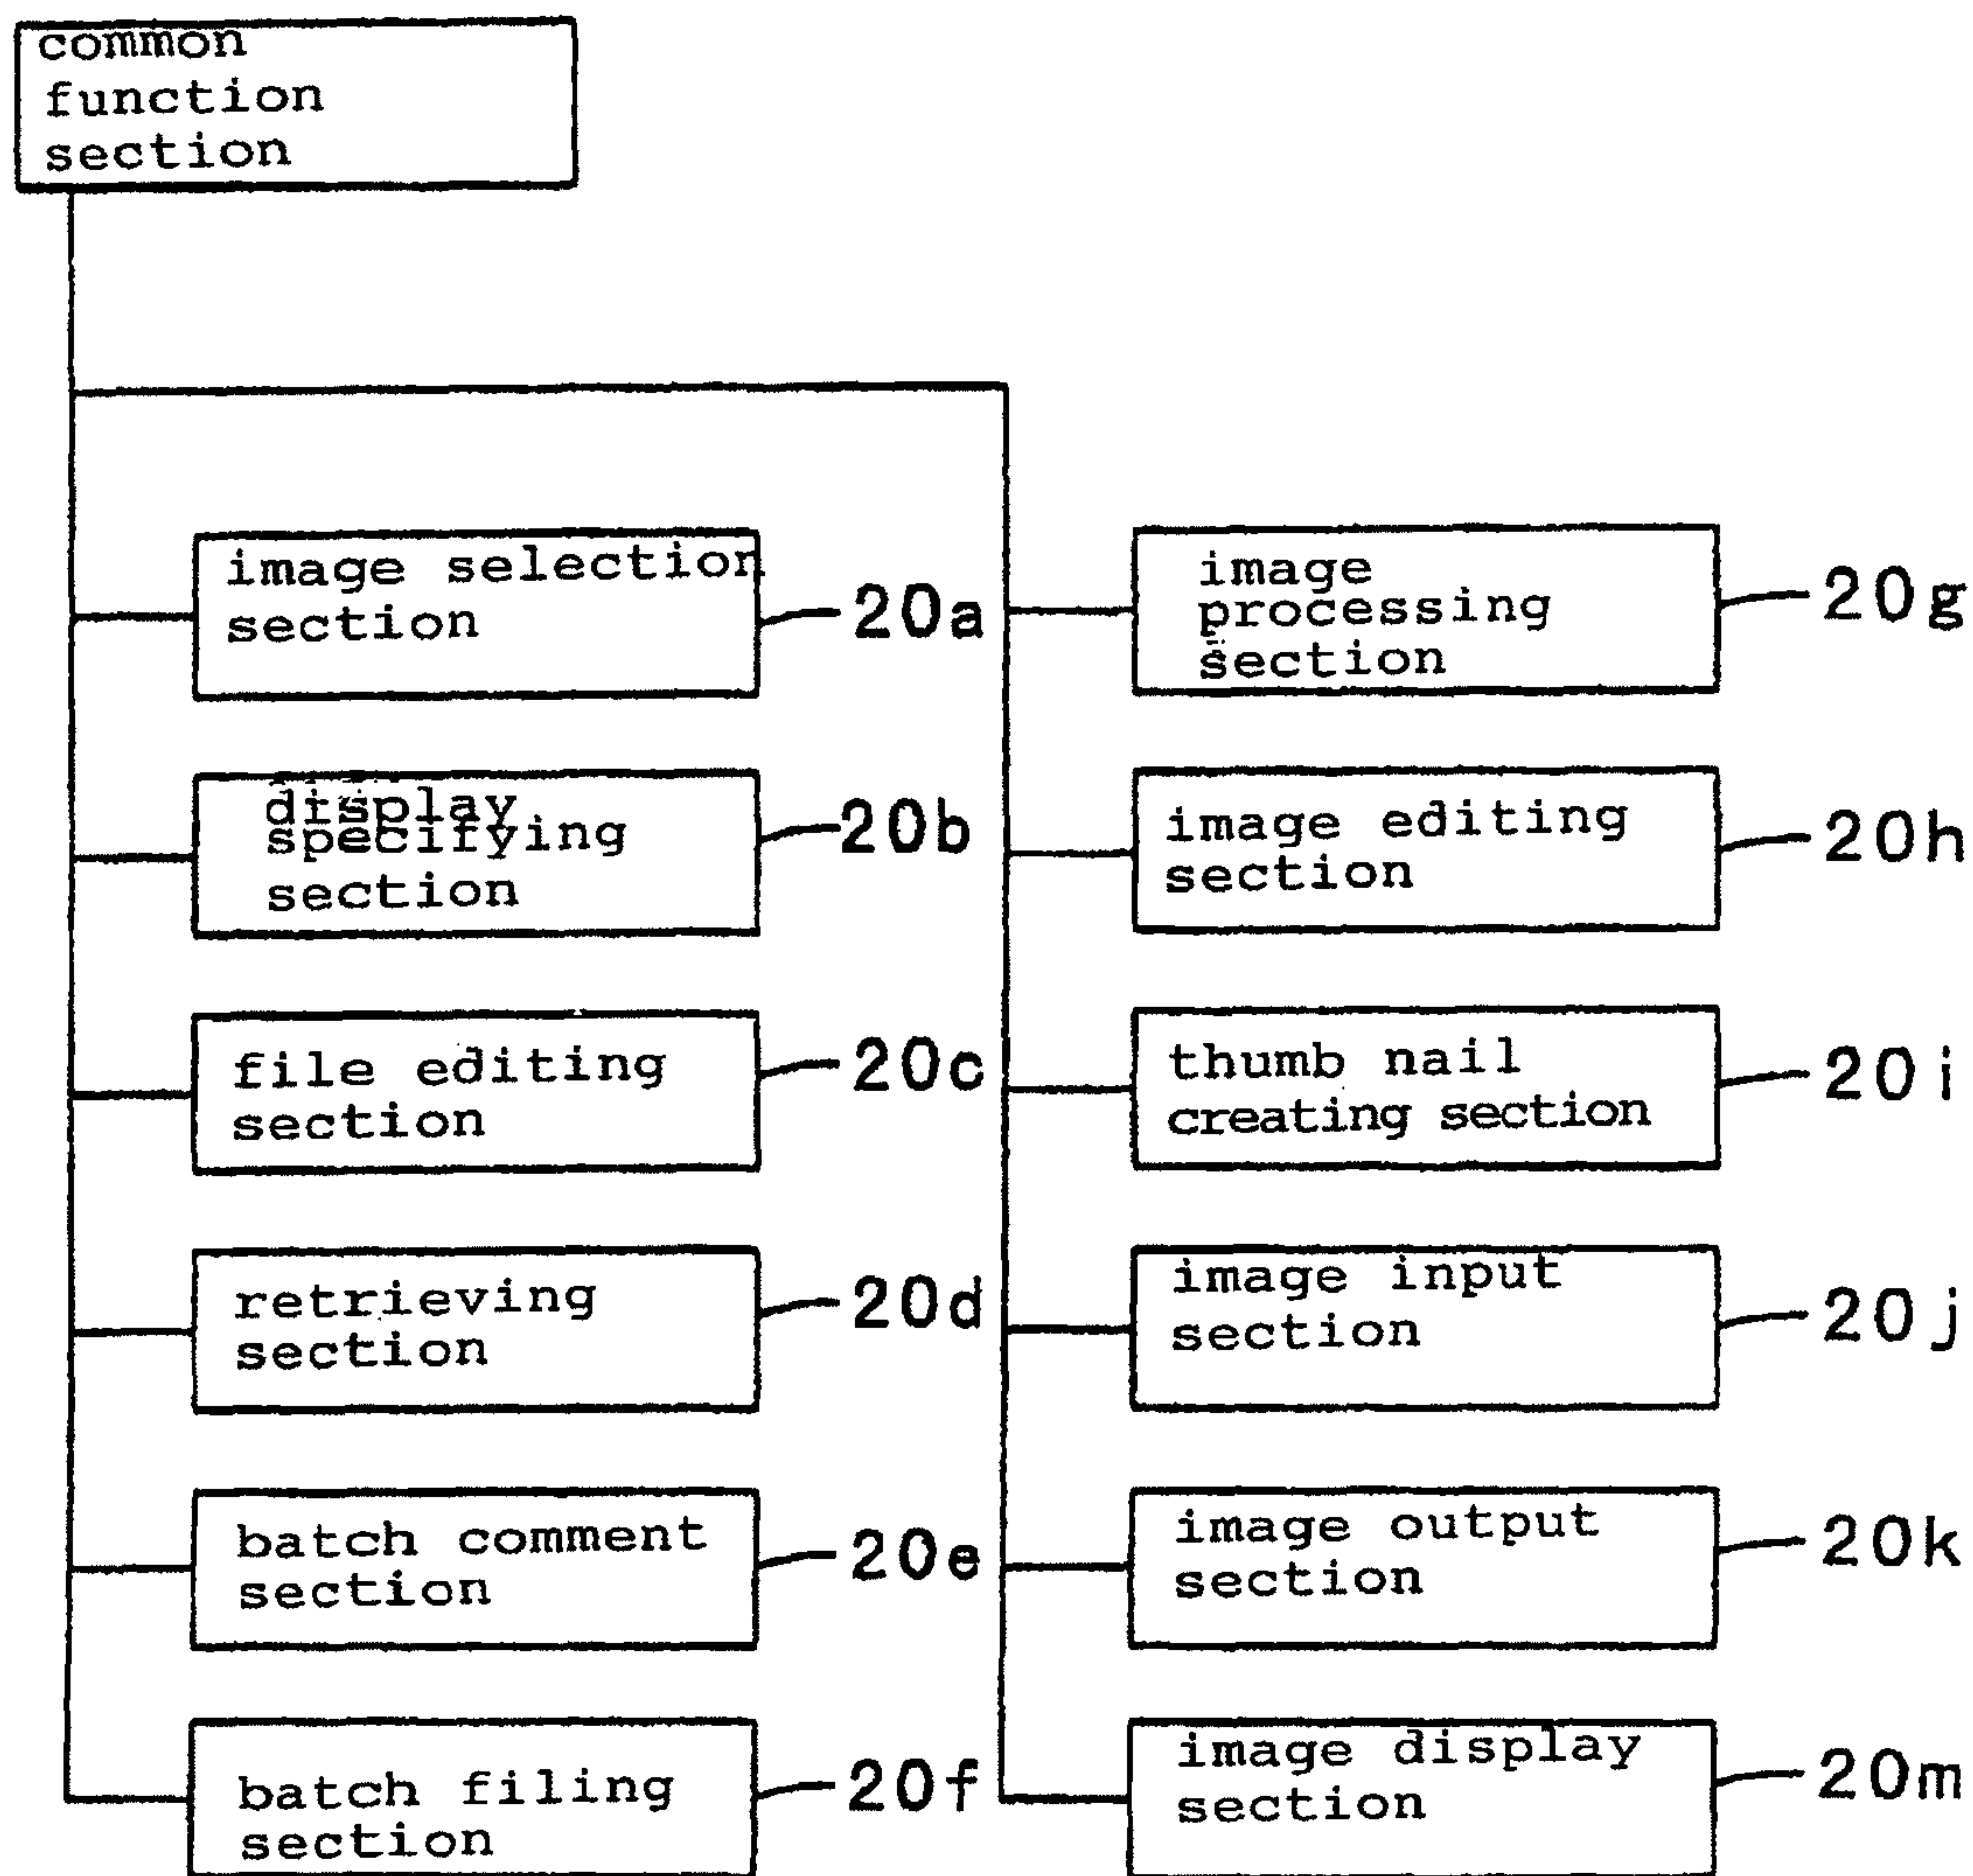 common
function
section
image selection
section
20a
display
specifying
section
20b
file editing
section
20c
retrieving
section
20d
batch comment
section
20e
batch filing
section
20f
image
processing
section
20g
image editing
section
20h
thumb nail
creating section
20i
image input
section
20j
image output
section
20k
image display
section
20m